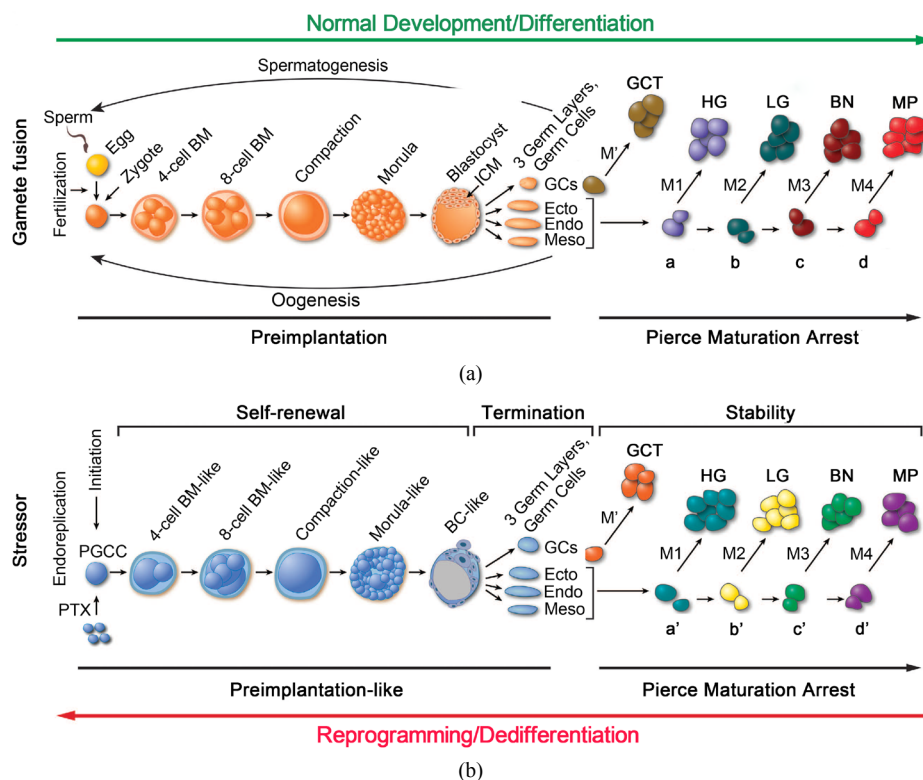 Normal Development/Differentiation
Gamete fusion
Spermatogenesis
Sperm
Egg
Fertilization
Zygote
4-cell BM
8-cell BM
Compaction
Morula
Blastocyst
ICM
3 Germ Layers,
Germ Cells
GCs
Ecto
Endo
Meso
GCT
HG
LG
BN
MP
M'
M1
M2
M3
M4
a
b
c
d
Oogenesis
Preimplantation
Pierce Maturation Arrest
(a)
Self-renewal
Termination
Stability
Stressor
Endoreplication
Initiation
PGCC
PTX↑
4-cell BM-like
8-cell BM-like
Compaction-like
Morula-like
BC-like
3 Germ Layers,
Germ Cells
GCs
Ecto
Endo
Meso
GCT
HG
LG
BN
MP
M'
M1
M2
M3
M4
a'
b'
c'
d'
Preimplantation-like
Pierce Maturation Arrest
Reprogramming/Dedifferentiation
(b)